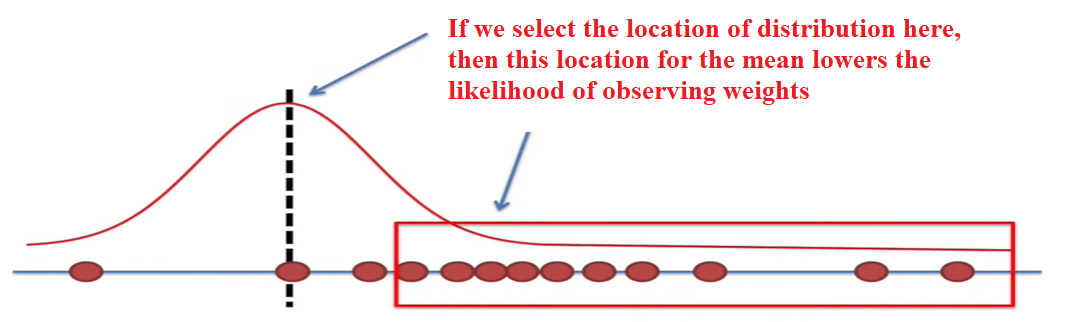 If we select the location of distribution here,
then this location for the mean lowers the
likelihood of observing weights